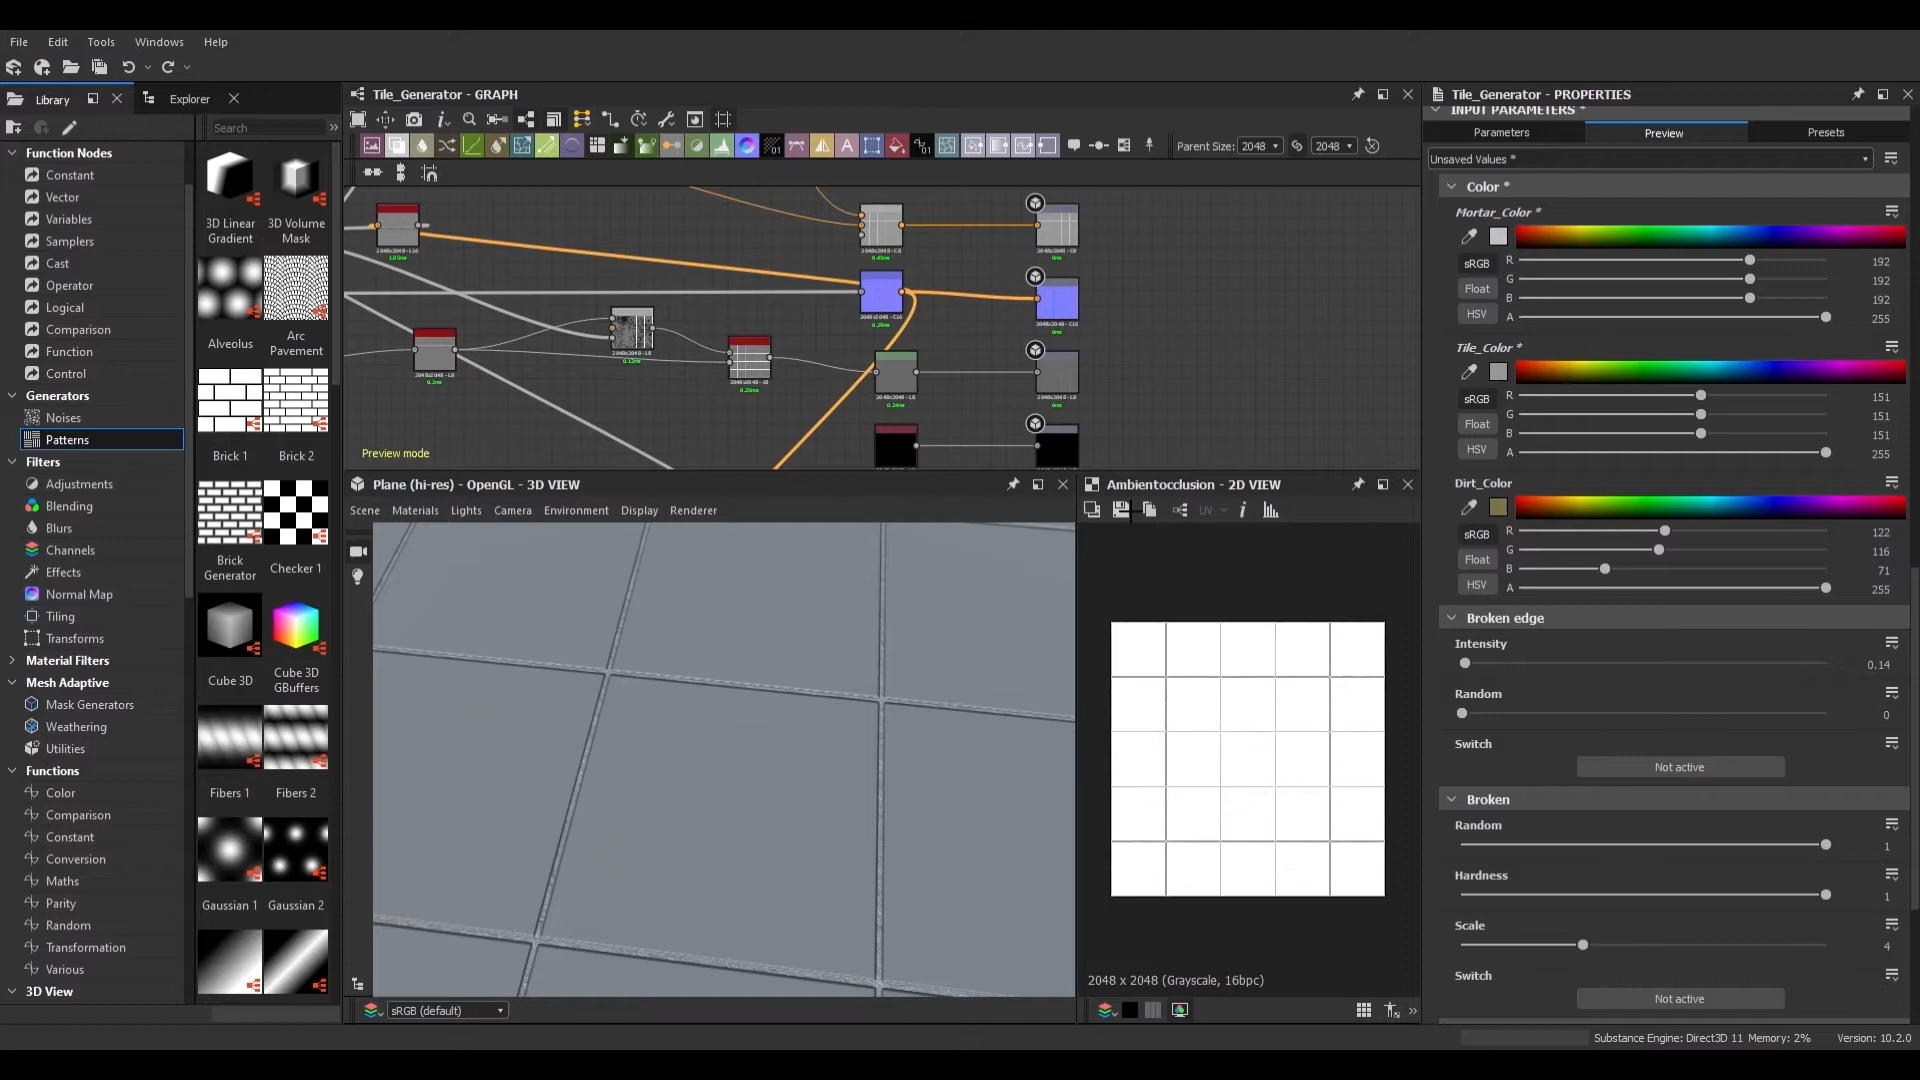 File Edit Tools Windows Help
Library
Explorer
Search
Function Nodes
Constant
Vector
Variables
Samplers
Cast
Operator
Logical
Comparison
Function
Control
Generators
Noises
Patterns
Filters
Adjustments
Blending
Blurs
Channels
Effects
Normal Map
Tiling
Transforms
Material Filters
Mesh Adaptive
Mask Generators
Weathering
Utilities
Functions
Color
Comparison
Constant
Conversion
Maths
Parity
Random
Transformation
Various
3D View
3D Linear Gradient
3D Volume Mask
Alveolus
Arc Pavement
Brick 1
Brick 2
Brick Generator
Checker 1
Cube 3D
Cube 3D GBuffers
Fibers 1
Fibers 2
Gaussian 1
Gaussian 2
Tile_Generator - GRAPH
Parent Size: 2048 2048
Preview mode
Plane (hi-res) - OpenGL - 3D VIEW
Scene Materials Lights Camera Environment Display Renderer
sRGB (default)
Ambientocclusion - 2D VIEW
UV
2048 x 2048 (Grayscale, 16bpc)
Tile_Generator - PROPERTIES
INPUT PARAMETERS *
Parameters Preview Presets
Unsaved Values *
Color *
Mortar_Color *
sRGB R 192
G 192
Float
B 192
HSV A 255
Tile_Color *
sRGB R 151
G 151
Float
B 151
HSV A 255
Dirt_Color
sRGB R 122
G 116
Float
B 71
HSV A 255
Broken edge
Intensity
0.14
Random
0
Switch
Not active
Broken
Random
1
Hardness
1
Scale
4
Switch
Not active
Substance Engine: Direct3D 11 Memory: 2% Version: 10.2.0